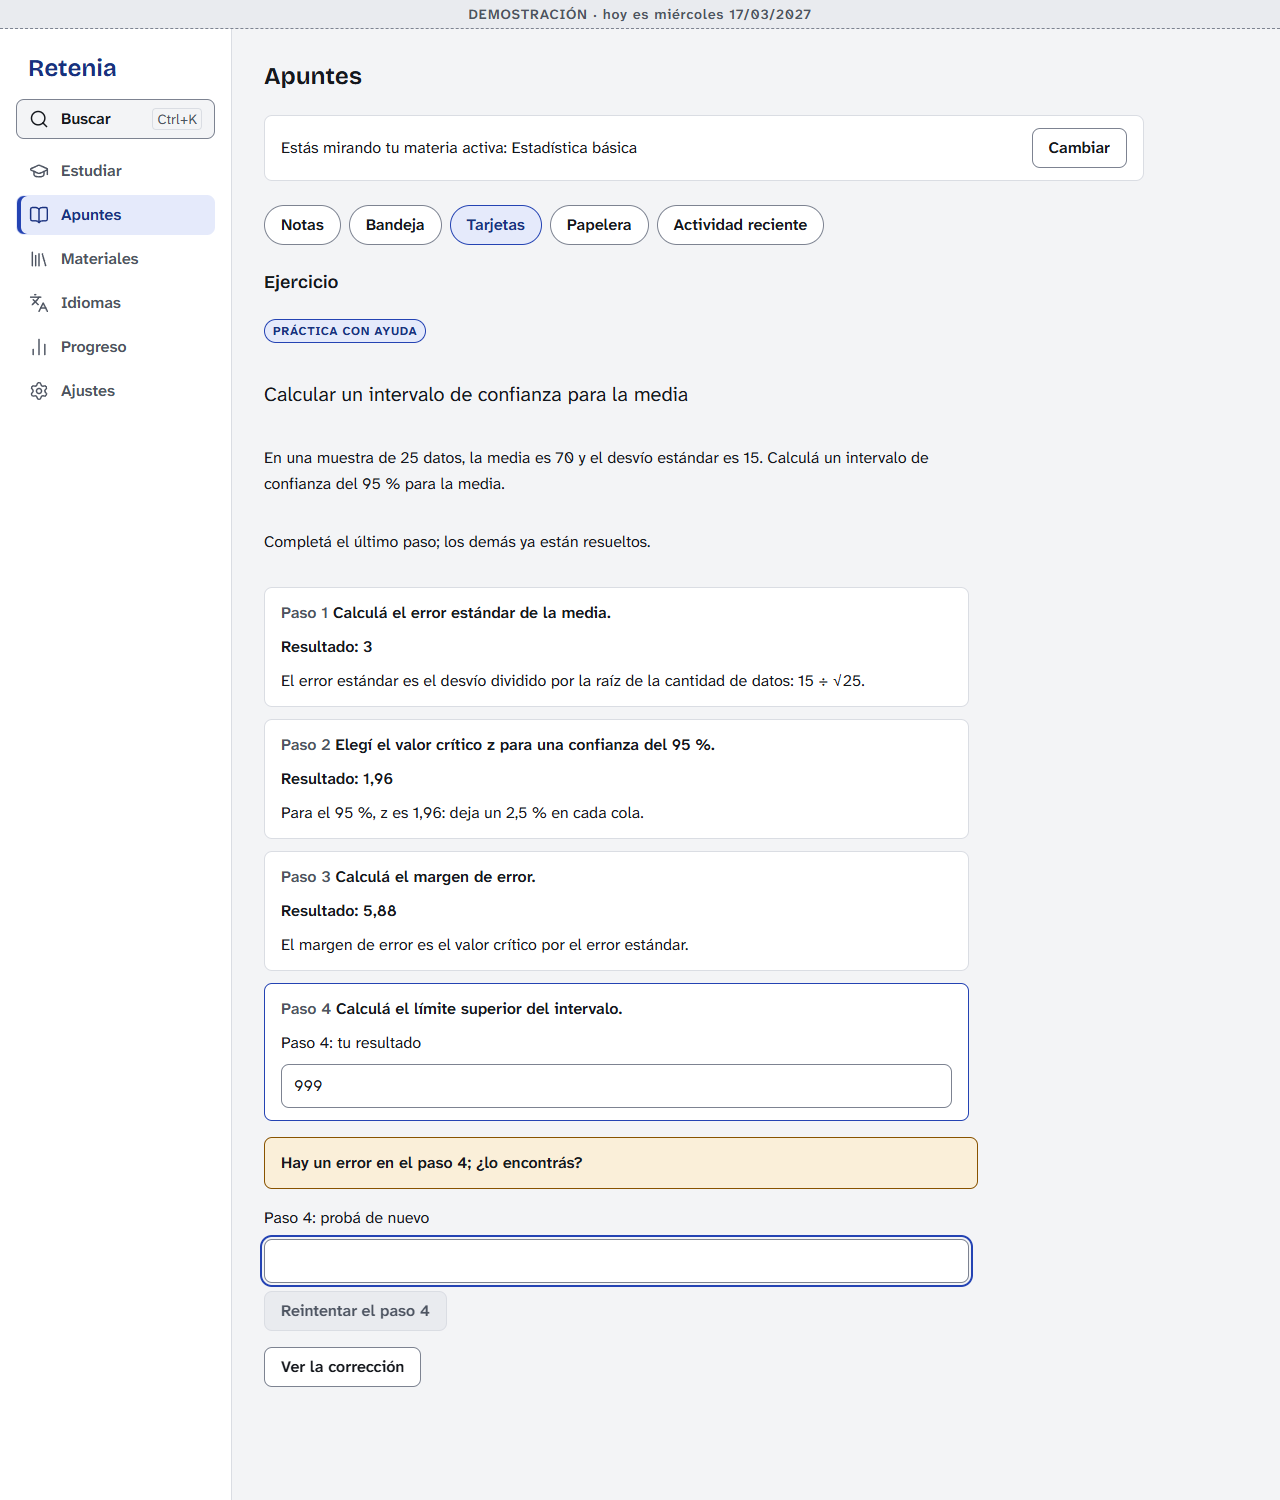 DEMOSTRACIÓN · hoy es miércoles 17/03/2027
Retenia
Buscar Ctrl+K
Estudiar
Apuntes
Materiales
Idiomas
Progreso
Ajustes
Apuntes
Estás mirando tu materia activa: Estadística básica
Cambiar
Notas
Bandeja
Tarjetas
Papelera
Actividad reciente
Ejercicio
PRÁCTICA CON AYUDA
Calcular un intervalo de confianza para la media
En una muestra de 25 datos, la media es 70 y el desvío estándar es 15. Calculá un intervalo de
confianza del 95 % para la media.
Completá el último paso; los demás ya están resueltos.
Paso 1 Calculá el error estándar de la media.
Resultado: 3
El error estándar es el desvío dividido por la raíz de la cantidad de datos: 15 ÷ √25.
Paso 2 Elegí el valor crítico z para una confianza del 95 %.
Resultado: 1,96
Para el 95 %, z es 1,96: deja un 2,5 % en cada cola.
Paso 3 Calculá el margen de error.
Resultado: 5,88
El margen de error es el valor crítico por el error estándar.
Paso 4 Calculá el límite superior del intervalo.
Paso 4: tu resultado
999
Hay un error en el paso 4; ¿lo encontrás?
Paso 4: probá de nuevo
Reintentar el paso 4
Ver la corrección